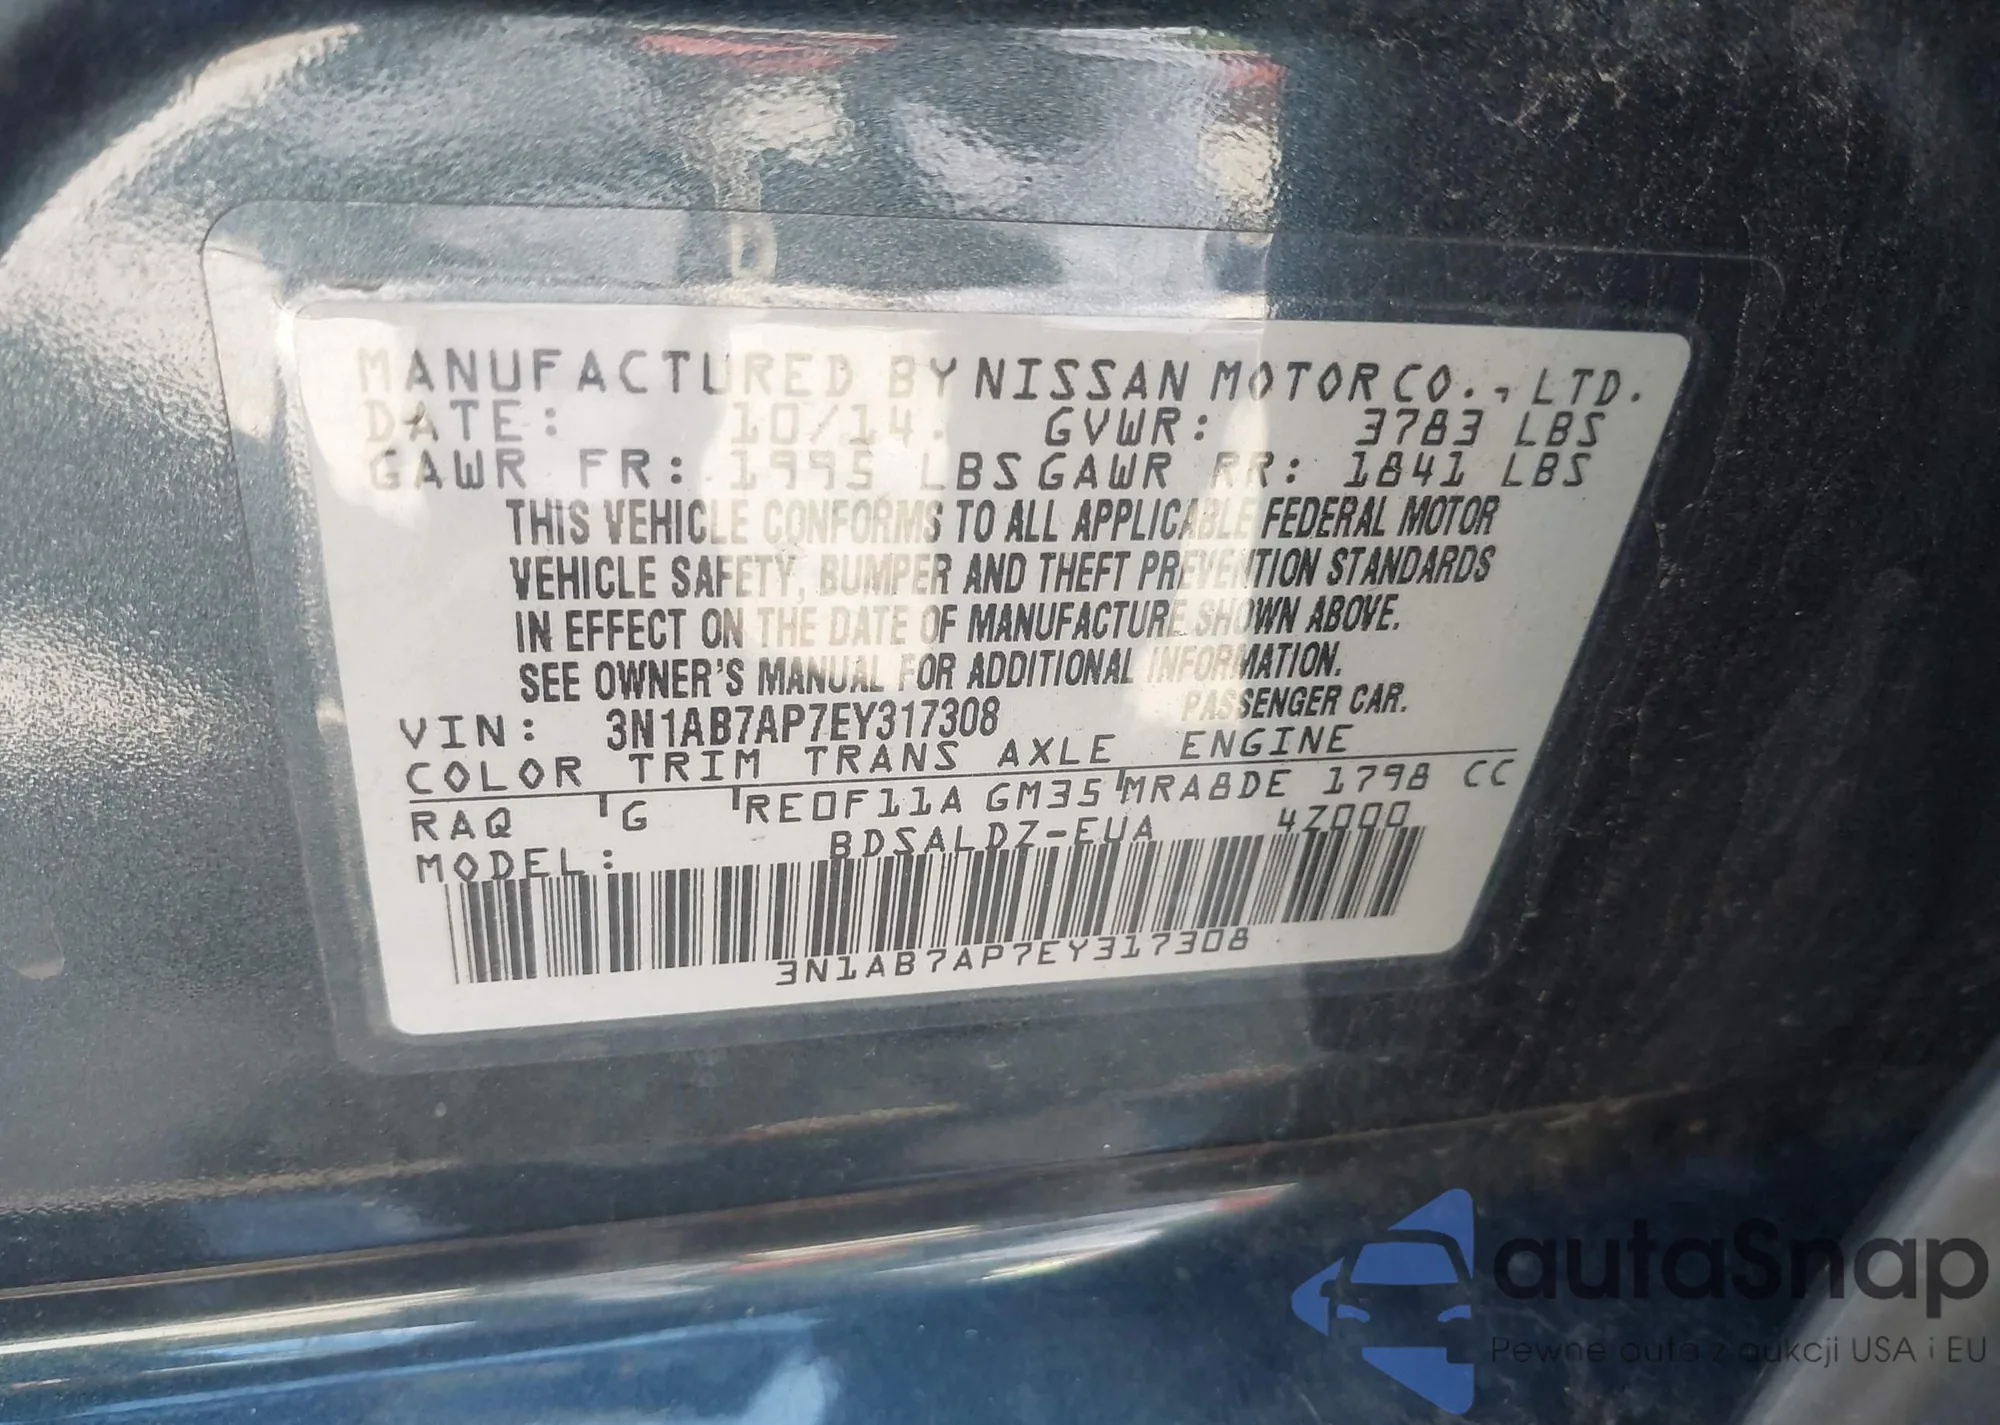 MANUFACTURED BY NISSAN MOTOR CO., LTD.
DATE: 10/14. GVWR: 3783 LBS
GAWR FR: 1995 LBS GAWR RR: 1841 LBS
THIS VEHICLE CONFORMS TO ALL APPLICABLE FEDERAL MOTOR
VEHICLE SAFETY, BUMPER AND THEFT PREVENTION STANDARDS
IN EFFECT ON THE DATE OF MANUFACTURE SHOWN ABOVE.
SEE OWNER'S MANUAL FOR ADDITIONAL INFORMATION.
PASSENGER CAR.
VIN: 3N1AB7AP7EY317308
COLOR TRIM TRANS AXLE ENGINE
RAQ G RE0F11A GM35 MRA8DE 1798 CC
MODEL: BDSALDZ-EUA 4Z000
3N1AB7AP7EY317308
autaSnap
Pewne auta z aukcji USA i EU